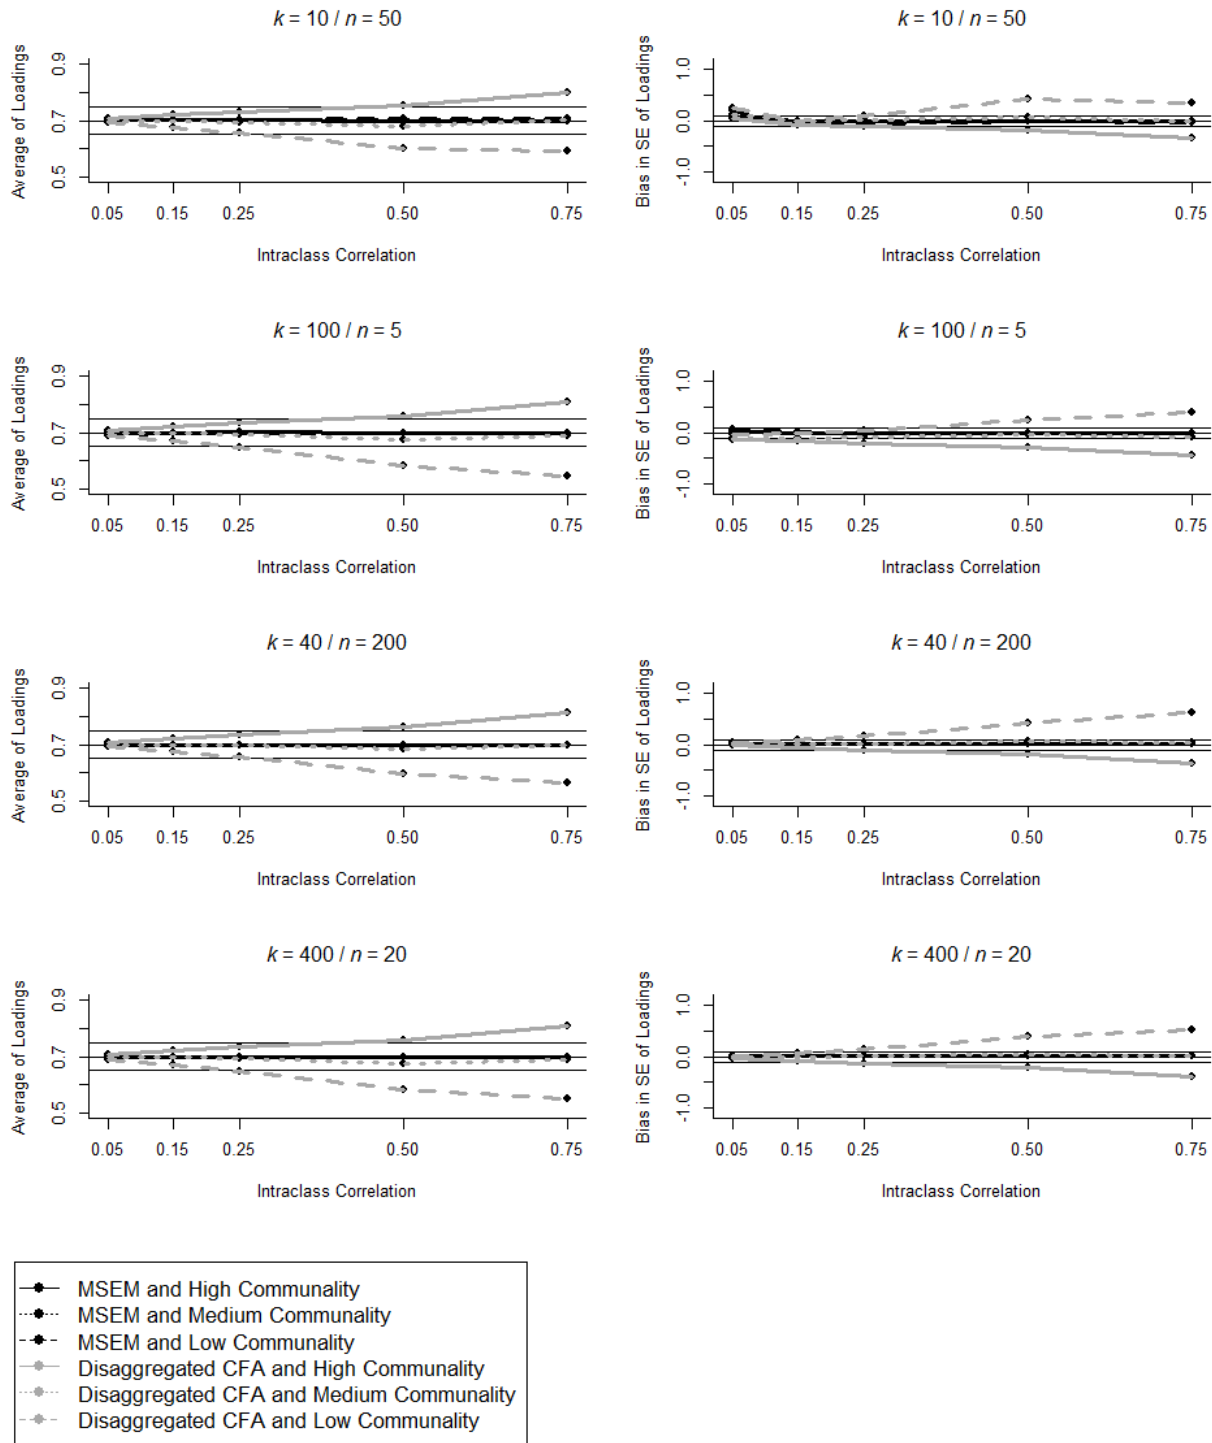 k = 10 / n = 50
Average of Loadings
0.9
0.7
0.5
0.05 0.15 0.25 0.50 0.75
Intraclass Correlation
k = 10 / n = 50
Bias in SE of Loadings
1.0
0.0
-1.0
0.05 0.15 0.25 0.50 0.75
Intraclass Correlation
k = 100 / n = 5
Average of Loadings
0.9
0.7
0.5
0.05 0.15 0.25 0.50 0.75
Intraclass Correlation
k = 100 / n = 5
Bias in SE of Loadings
1.0
0.0
-1.0
0.05 0.15 0.25 0.50 0.75
Intraclass Correlation
k = 40 / n = 200
Average of Loadings
0.9
0.7
0.5
0.05 0.15 0.25 0.50 0.75
Intraclass Correlation
k = 40 / n = 200
Bias in SE of Loadings
1.0
0.0
-1.0
0.05 0.15 0.25 0.50 0.75
Intraclass Correlation
k = 400 / n = 20
Average of Loadings
0.9
0.7
0.5
0.05 0.15 0.25 0.50 0.75
Intraclass Correlation
k = 400 / n = 20
Bias in SE of Loadings
1.0
0.0
-1.0
0.05 0.15 0.25 0.50 0.75
Intraclass Correlation
MSEM and High Communality
MSEM and Medium Communality
MSEM and Low Communality
Disaggregated CFA and High Communality
Disaggregated CFA and Medium Communality
Disaggregated CFA and Low Communality